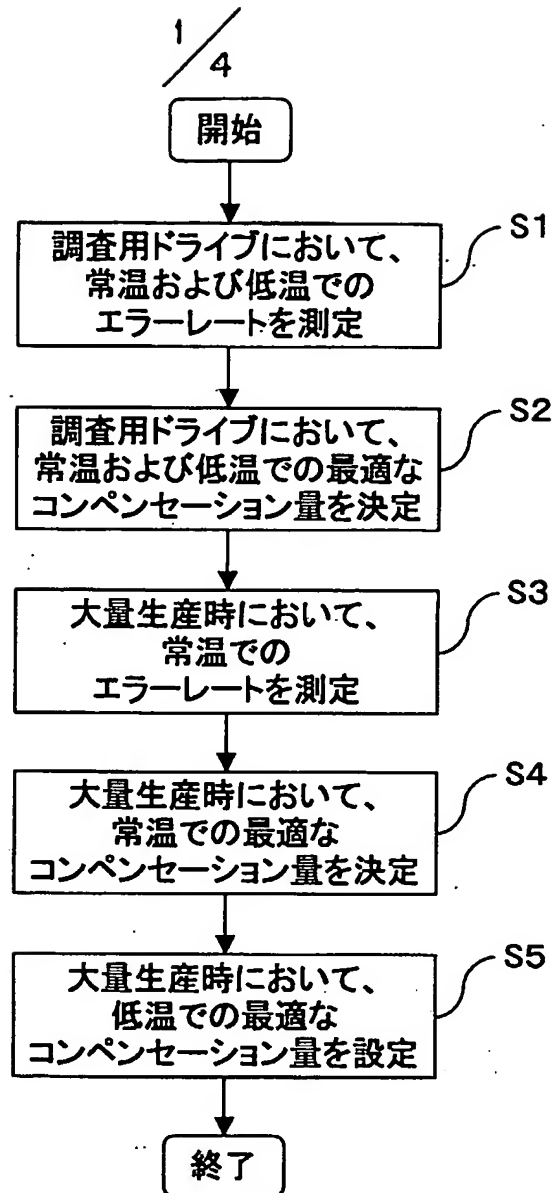 1/4
開始
調査用ドライブにおいて、
常温および低温での
エラーレートを測定
S1
調査用ドライブにおいて、
常温および低温での最適な
コンペンセーション量を決定
S2
大量生産時において、
常温での
エラーレートを測定
S3
大量生産時において、
常温での最適な
コンペンセーション量を決定
S4
大量生産時において、
低温での最適な
コンペンセーション量を設定
S5
終了